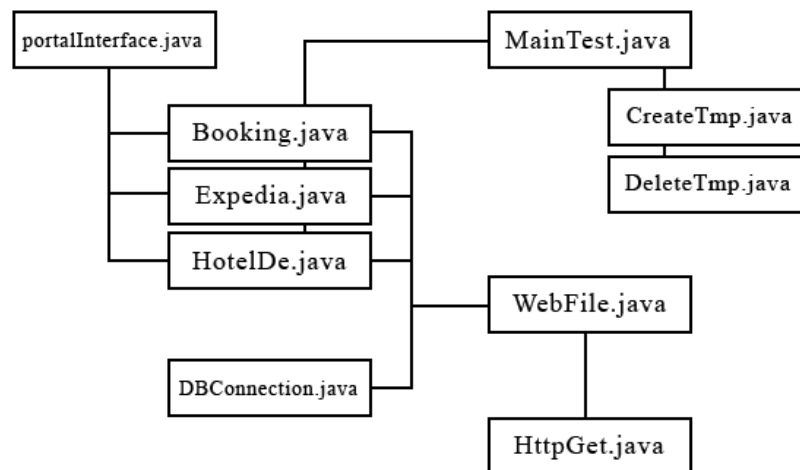 portalInterface.java
MainTest.java
CreateTmp.java
Booking.java
DeleteTmp.java
Expedia.java
HotelDe.java
WebFile.java
DBConnection.java
HttpGet.java